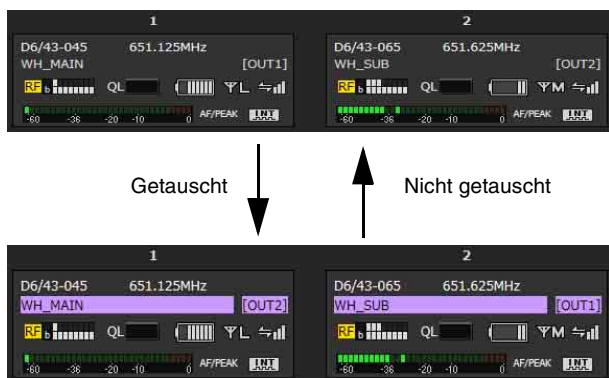 1 2
D6/43-045 651.125MHz D6/43-065 651.625MHz
WH_MAIN [OUT1] WH_SUB [OUT2]
RF b QL L RF b QL M
-60 -36 -20 -10 0 AF/PEAK INT -60 -36 -20 -10 0 AF/PEAK INT
Getauscht Nicht getauscht
1 2
D6/43-045 651.125MHz D6/43-065 651.625MHz
WH_MAIN [OUT2] WH_SUB [OUT1]
RF b QL L RF b QL M
-60 -36 -20 -10 0 AF/PEAK INT -60 -36 -20 -10 0 AF/PEAK INT